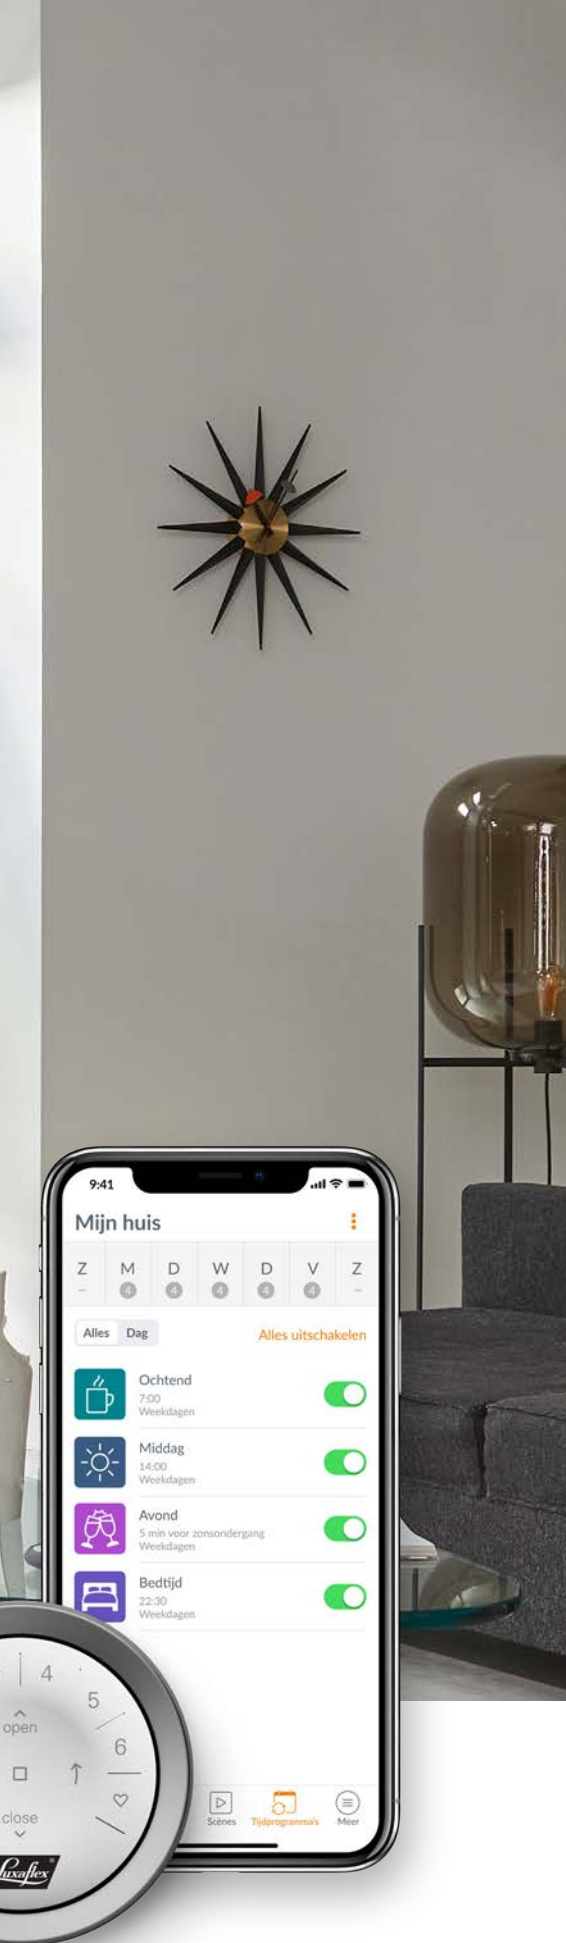 9:41
Mijn huis
Z M D W D V Z
– 4 4 4 4 4 –
Alles Dag Alles uitschakelen
Ochtend
7:00
Weekdagen
Middag
14:00
Weekdagen
Avond
5 min voor zonsondergang
Weekdagen
Bedtijd
22:30
Weekdagen
Scènes Tijdprogramma's Meer
4
5
6
open
close
Luxaflex®